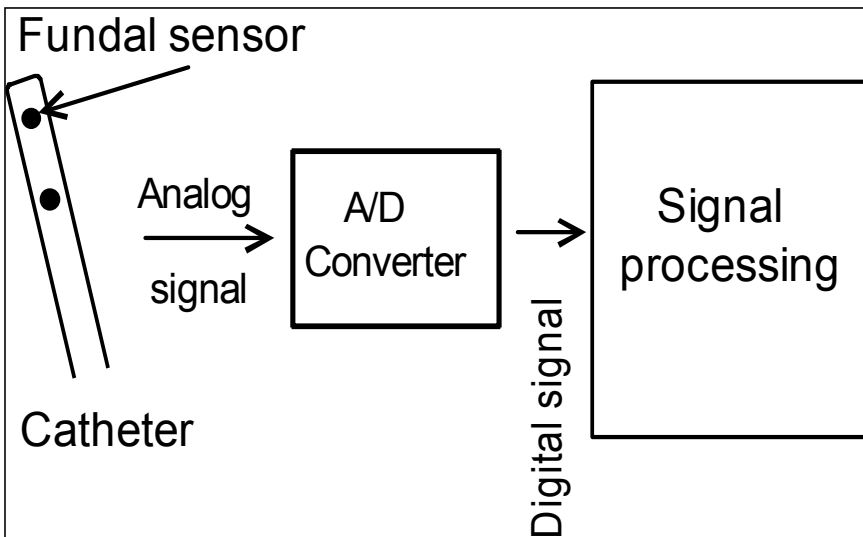 Fundal sensor
Analog
signal
A/D
Converter
Digital signal
Signal
processing
Catheter